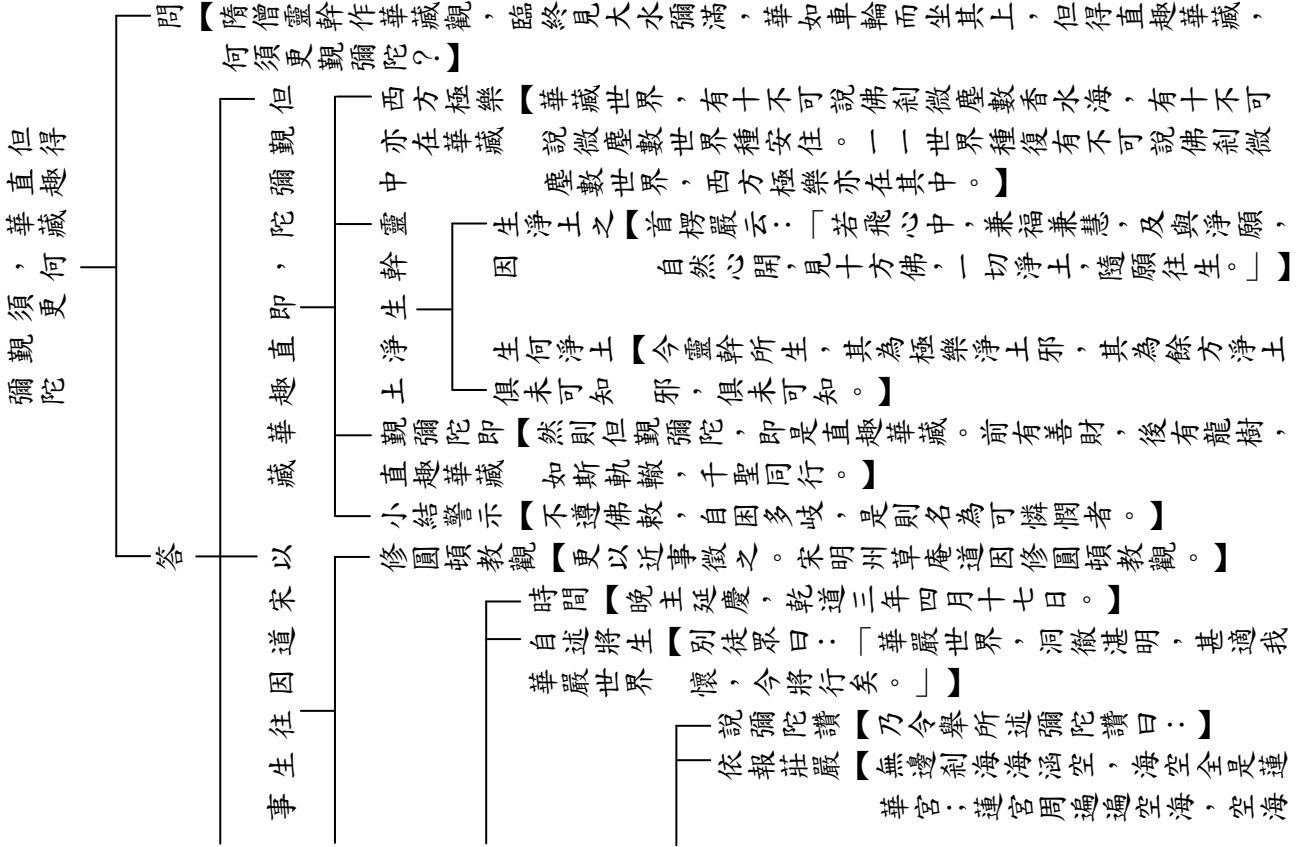 但得直趣華藏，何須更覲彌陀
問【隋僧靈幹作華藏觀，臨終見大水彌滿，華如車輪而坐其上，但得直趣華藏，
何須更覲彌陀？】
答
但覲彌陀，即直趣華藏
西方極樂亦在華藏中
【華藏世界，有十不可說佛剎微塵數香水海，有十不可
說微塵數世界種安住。一一世界種復有不可說佛剎微
塵數世界，西方極樂亦在其中。】
靈幹生淨土
生淨土之因
【首楞嚴云：「若飛心中，兼福兼慧，及與淨願，
自然心開，見十方佛，一切淨土，隨願往生。」】
生何淨土俱未可知
【今靈幹所生，其為極樂淨土邪，其為餘方淨土
邪，俱未可知。】
覲彌陀即直趣華藏
【然則但覲彌陀，即是直趣華藏。前有善財，後有龍樹，
如斯軌轍，千聖同行。】
小結警示【不遵佛敕，自困多岐，是則名為可憐憫者。】
以宋道因往生事
修圓頓教觀【更以近事徵之。宋明州草庵道因修圓頓教觀。】
時間【晚主延慶，乾道三年四月十七日。】
自述將生華嚴世界
【別徒眾曰：「華嚴世界，洞徹湛明，甚適我
懷，今將行矣。」】
說彌陀讚【乃令舉所述彌陀讚曰：】
依報莊嚴【無邊剎海海涵空，海空全是蓮
華宮；蓮宮周遍遍空海，空海